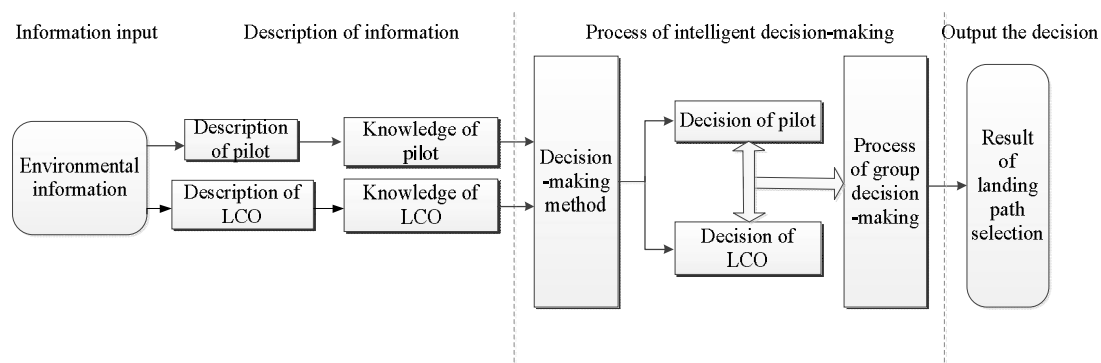 Information input
Description of information
Process of intelligent decision-making
Output the decision
Environmental
information
Description
of pilot
Knowledge of
pilot
Description of
LCO
Knowledge of
LCO
Decision
-making
method
Decision of pilot
Decision of
LCO
Process
of group
decision
-making
Result
of
landing
path
selection